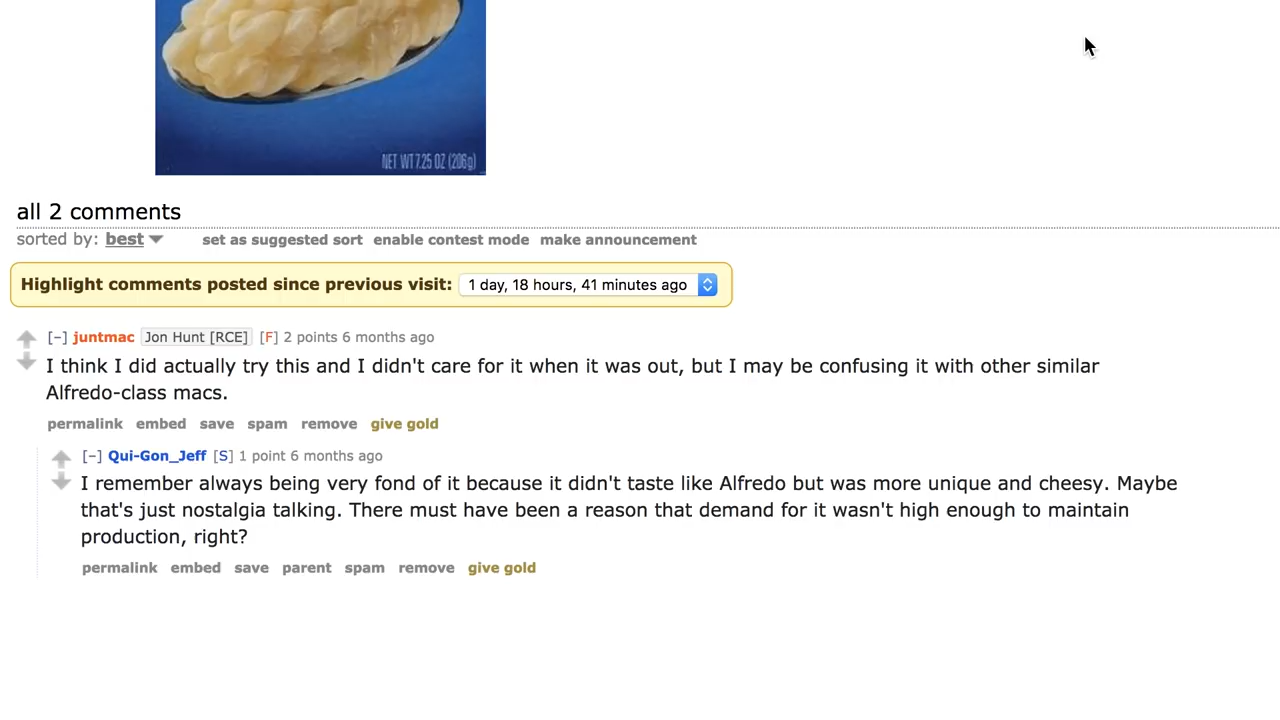 NET WT 7.25 OZ (206g)
all 2 comments
sorted by: best set as suggested sort enable contest mode make announcement
Highlight comments posted since previous visit: 1 day, 18 hours, 41 minutes ago
[–] juntmac Jon Hunt [RCE] [F] 2 points 6 months ago
I think I did actually try this and I didn't care for it when it was out, but I may be confusing it with other similar
Alfredo-class macs.
permalink embed save spam remove give gold
[–] Qui-Gon_Jeff [S] 1 point 6 months ago
I remember always being very fond of it because it didn't taste like Alfredo but was more unique and cheesy. Maybe
that's just nostalgia talking. There must have been a reason that demand for it wasn't high enough to maintain
production, right?
permalink embed save parent spam remove give gold